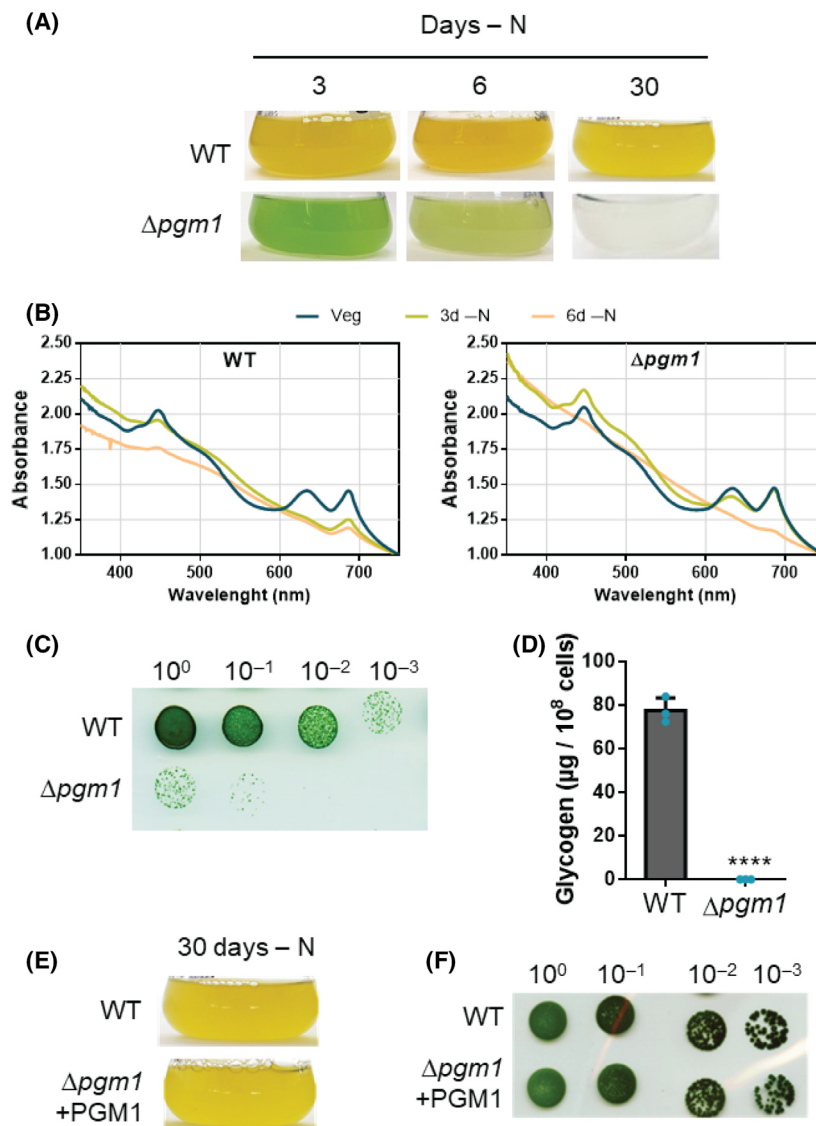 (A)
Days – N
3 6 30
WT
Δpgm1
(B)
Veg 3d –N 6d –N
2.50 WT
2.25
2.00
1.75
1.50
1.25
1.00
Absorbance
400 500 600 700
Wavelenght (nm)
2.50 Δpgm1
2.25
2.00
1.75
1.50
1.25
1.00
Absorbance
400 500 600 700
Wavelenght (nm)
(C)
10⁰ 10⁻¹ 10⁻² 10⁻³
WT
Δpgm1
(D)
100
80
60
40
20
0
Glycogen (µg / 10⁸ cells)
****
WT Δpgm1
(E)
30 days – N
WT
Δpgm1
+PGM1
(F)
10⁰ 10⁻¹ 10⁻² 10⁻³
WT
Δpgm1
+PGM1